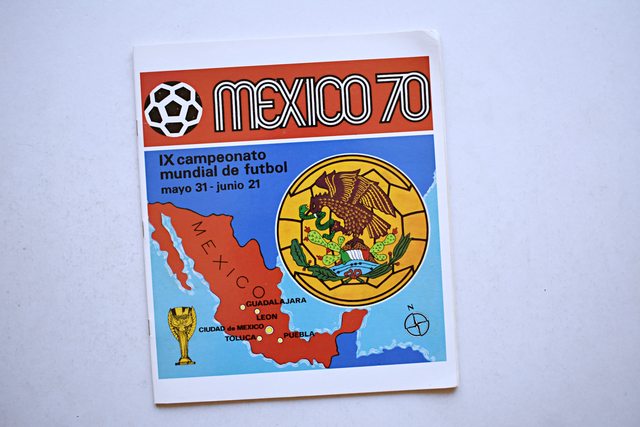 MEXICO 70
IX campeonato
mundial de futbol
mayo 31 - junio 21
MEXICO
GUADALAJARA
LEON
CIUDAD de MEXICO
TOLUCA
PUEBLA
N